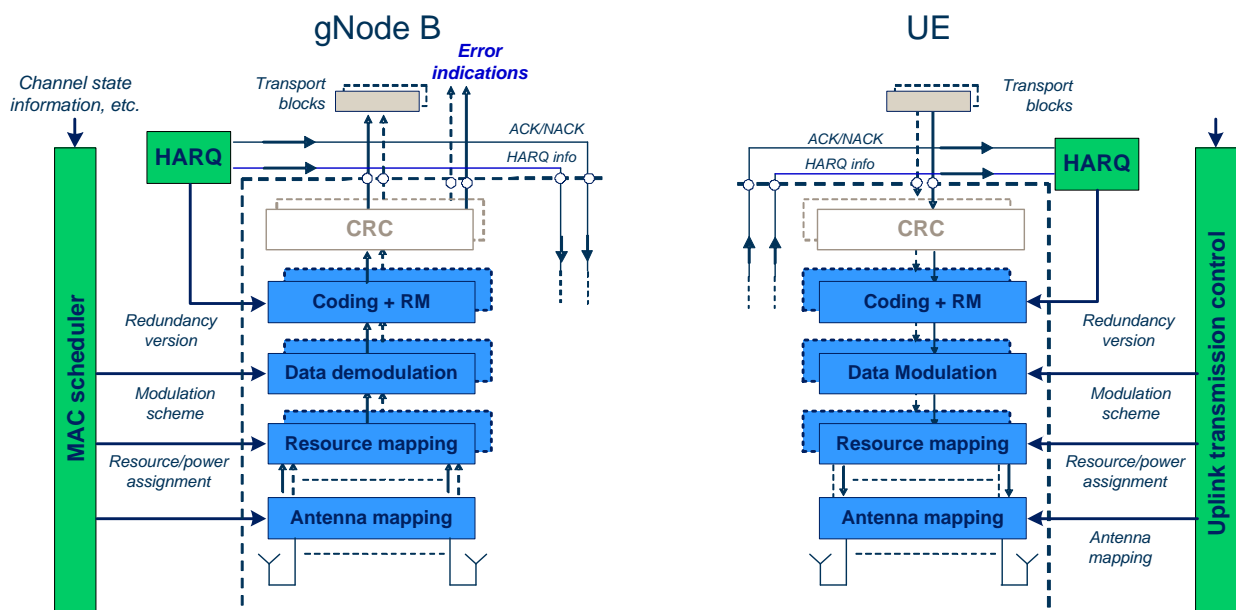 gNode B
UE
Error
indications
Transport
blocks
Transport
blocks
Channel state
information, etc.
ACK/NACK
ACK/NACK
HARQ
HARQ info
HARQ info
HARQ
CRC
CRC
Coding + RM
Coding + RM
Redundancy
version
Redundancy
version
Data demodulation
Data Modulation
Modulation
scheme
Modulation
scheme
MAC scheduler
Uplink transmission control
Resource mapping
Resource mapping
Resource/power
assignment
Resource/power
assignment
Antenna mapping
Antenna mapping
Antenna
mapping